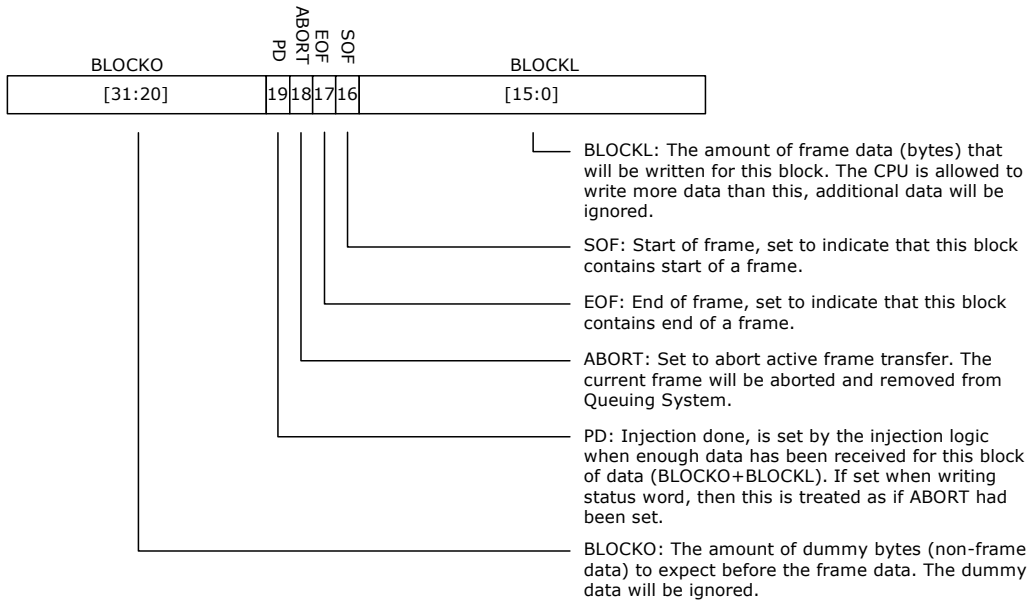 PD
ABORT
EOF
SOF
BLOCKO
BLOCKL
[31:20]
19
18
17
16
[15:0]
BLOCKL: The amount of frame data (bytes) that
will be written for this block. The CPU is allowed to
write more data than this, additional data will be
ignored.
SOF: Start of frame, set to indicate that this block
contains start of a frame.
EOF: End of frame, set to indicate that this block
contains end of a frame.
ABORT: Set to abort active frame transfer. The
current frame will be aborted and removed from
Queuing System.
PD: Injection done, is set by the injection logic
when enough data has been received for this block
of data (BLOCKO+BLOCKL). If set when writing
status word, then this is treated as if ABORT had
been set.
BLOCKO: The amount of dummy bytes (non-frame
data) to expect before the frame data. The dummy
data will be ignored.